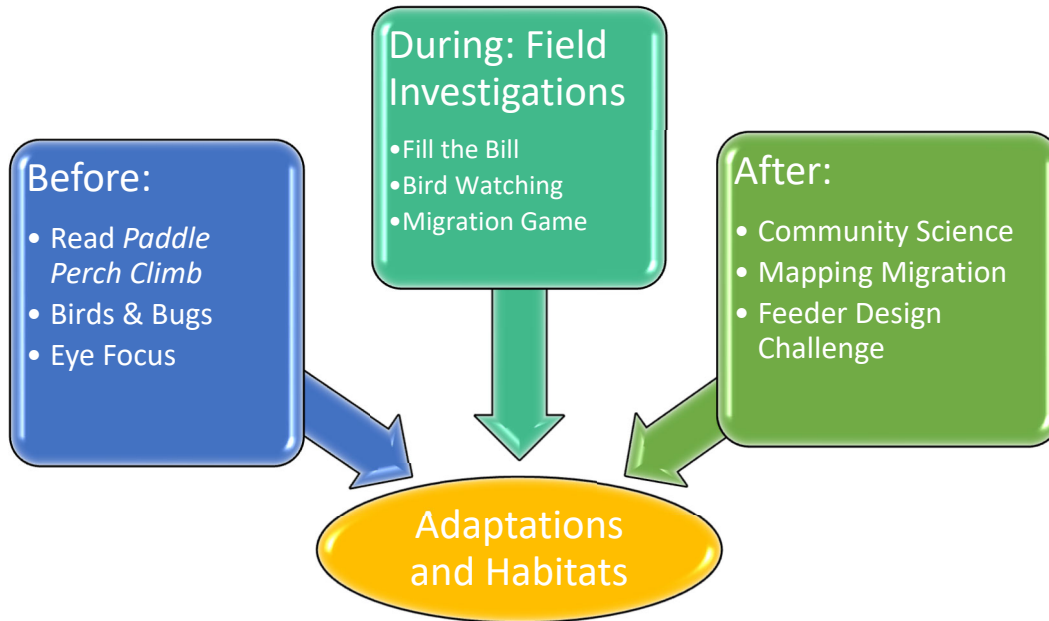 Before:
• Read Paddle
Perch Climb
• Birds & Bugs
• Eye Focus
During: Field
Investigations
•Fill the Bill
•Bird Watching
•Migration Game
After:
• Community Science
• Mapping Migration
• Feeder Design
Challenge
Adaptations
and Habitats